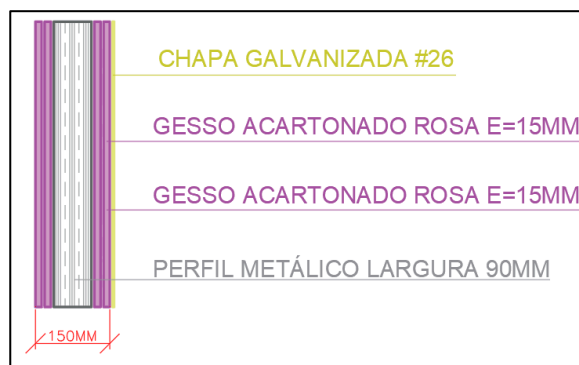 CHAPA GALVANIZADA #26
GESSO ACARTONADO ROSA E=15MM
GESSO ACARTONADO ROSA E=15MM
PERFIL METÁLICO LARGURA 90MM
150MM